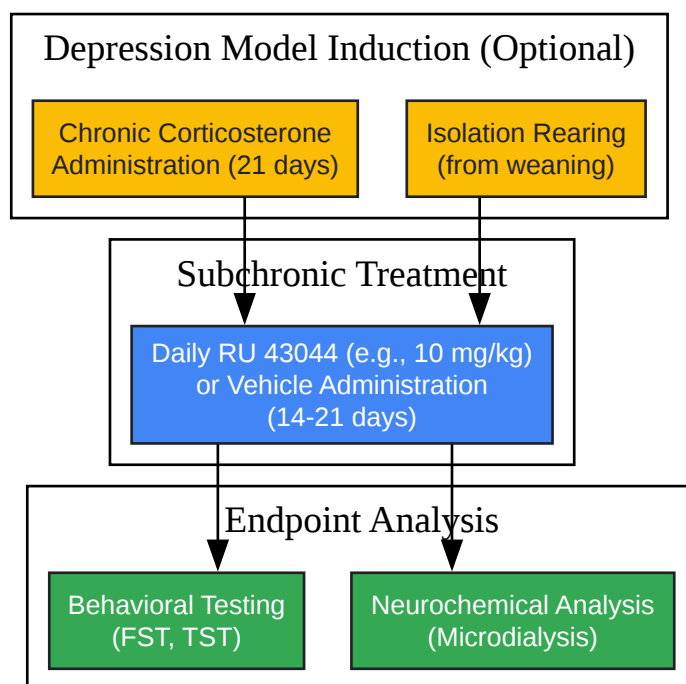 Depression Model Induction (Optional)
Chronic Corticosterone
Administration (21 days)
Isolation Rearing
(from weaning)
Subchronic Treatment
Daily RU 43044 (e.g., 10 mg/kg)
or Vehicle Administration
(14-21 days)
Endpoint Analysis
Behavioral Testing
(FST, TST)
Neurochemical Analysis
(Microdialysis)